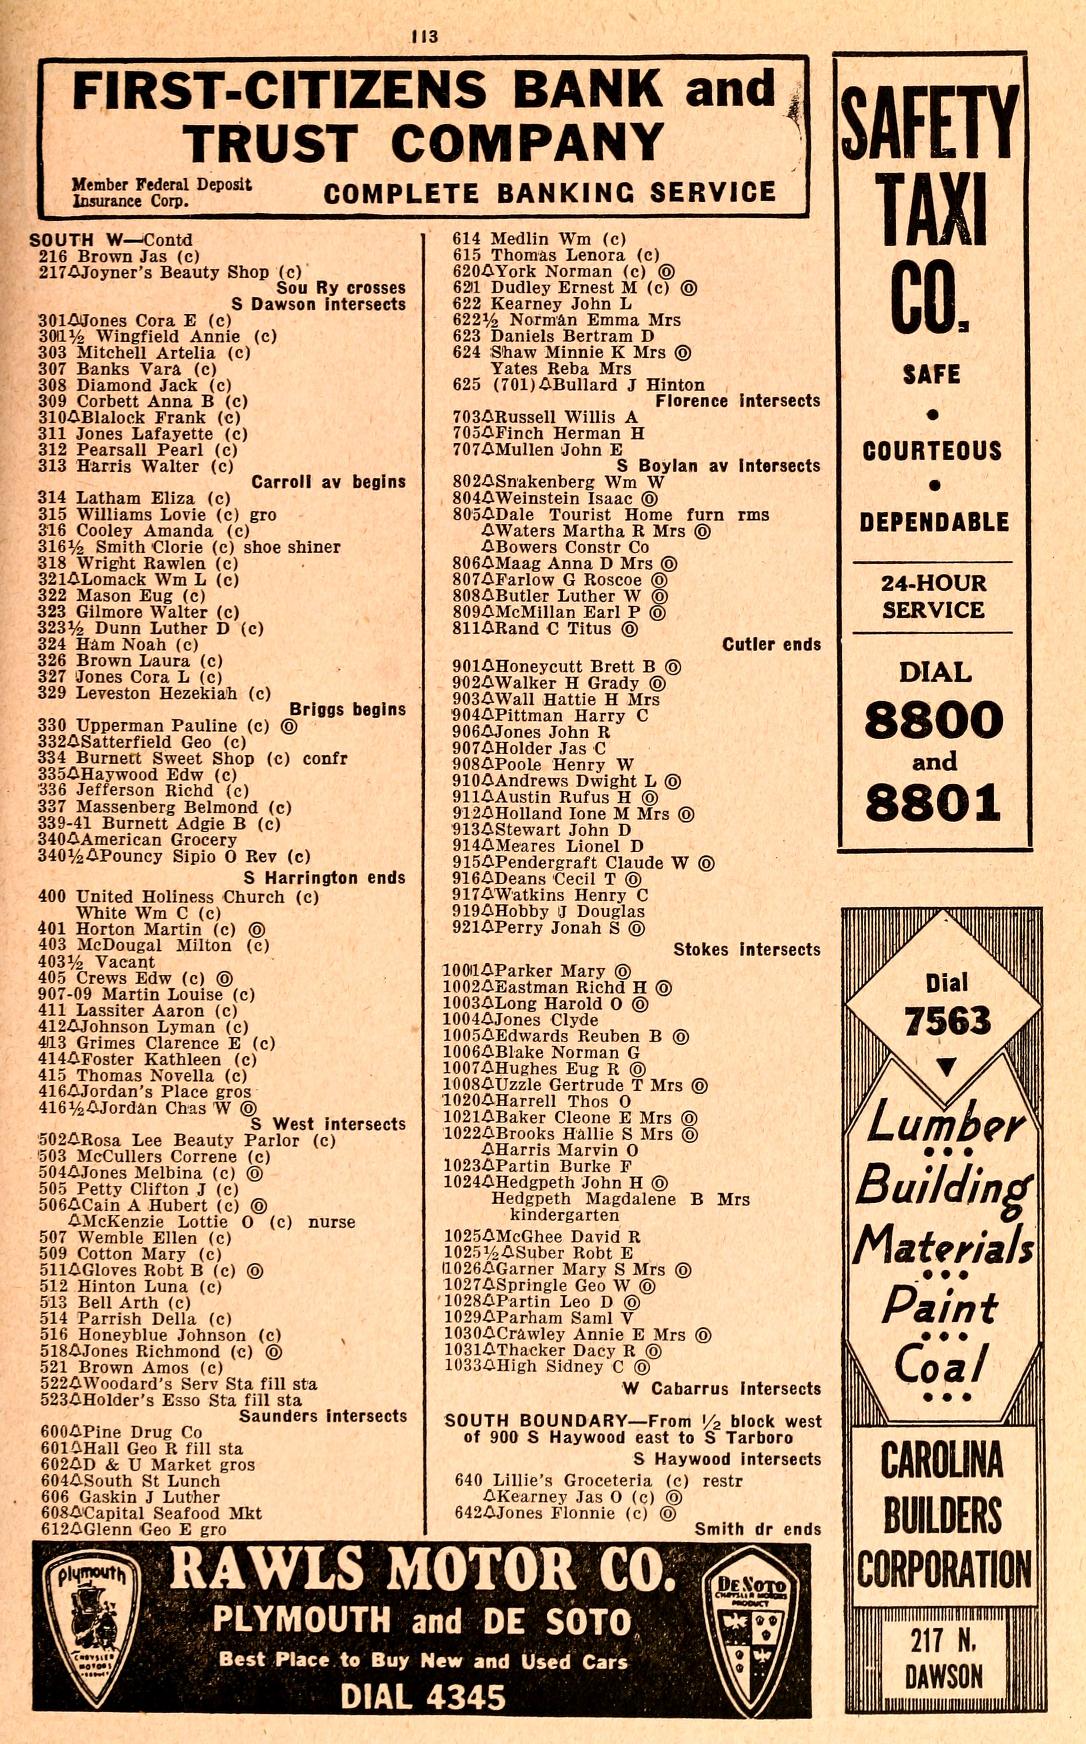 113
FIRST-CITIZENS BANK and
TRUST COMPANY
Member Federal Deposit
Insurance Corp.
COMPLETE BANKING SERVICE
SOUTH W—Contd
216 Brown Jas (c)
217△Joyner's Beauty Shop (c)
Sou Ry crosses
S Dawson intersects
301△Jones Cora E (c)
301½ Wingfield Annie (c)
303 Mitchell Artelia (c)
307 Banks Vara (c)
308 Diamond Jack (c)
309 Corbett Anna B (c)
310△Blalock Frank (c)
311 Jones Lafayette (c)
312 Pearsall Pearl (c)
313 Harris Walter (c)
Carroll av begins
314 Latham Eliza (c)
315 Williams Lovie (c) gro
316 Cooley Amanda (c)
316½ Smith Clorie (c) shoe shiner
318 Wright Rawlen (c)
321△Lomack Wm L (c)
322 Mason Eug (c)
323 Gilmore Walter (c)
323½ Dunn Luther D (c)
324 Ham Noah (c)
326 Brown Laura (c)
327 Jones Cora L (c)
329 Leveston Hezekiah (c)
Briggs begins
330 Upperman Pauline (c) ⓞ
332△Satterfield Geo (c)
334 Burnett Sweet Shop (c) confr
335△Haywood Edw (c)
336 Jefferson Richd (c)
337 Massenberg Belmond (c)
339-41 Burnett Adgie B (c)
340△American Grocery
340½△Pouncy Sipio O Rev (c)
S Harrington ends
400 United Holiness Church (c)
White Wm C (c)
401 Horton Martin (c) ⓞ
403 McDougal Milton (c)
403½ Vacant
405 Crews Edw (c) ⓞ
907-09 Martin Louise (c)
411 Lassiter Aaron (c)
412△Johnson Lyman (c)
413 Grimes Clarence E (c)
414△Foster Kathleen (c)
415 Thomas Novella (c)
416△Jordan's Place gros
416½△Jordan Chas W ⓞ
S West intersects
502△Rosa Lee Beauty Parlor (c)
503 McCullers Correne (c)
504△Jones Melbina (c) ⓞ
505 Petty Clifton J (c)
506△Cain A Hubert (c) ⓞ
△McKenzie Lottie O (c) nurse
507 Wemble Ellen (c)
509 Cotton Mary (c)
511△Gloves Robt B (c) ⓞ
512 Hinton Luna (c)
513 Bell Arth (c)
514 Parrish Della (c)
516 Honeyblue Johnson (c)
518△Jones Richmond (c) ⓞ
521 Brown Amos (c)
522△Woodard's Serv Sta fill sta
523△Holder's Esso Sta fill sta
Saunders intersects
600△Pine Drug Co
601△Hall Geo R fill sta
602△D & U Market gros
604△South St Lunch
606 Gaskin J Luther
608△Capital Seafood Mkt
612△Glenn Geo E gro
614 Medlin Wm (c)
615 Thomas Lenora (c)
620△York Norman (c) ⓞ
621 Dudley Ernest M (c) ⓞ
622 Kearney John L
622½ Norman Emma Mrs
623 Daniels Bertram D
624 Shaw Minnie K Mrs ⓞ
Yates Reba Mrs
625 (701)△Bullard J Hinton
Florence intersects
703△Russell Willis A
705△Finch Herman H
707△Mullen John E
S Boylan av intersects
802△Snakenberg Wm W
804△Weinstein Isaac ⓞ
805△Dale Tourist Home furn rms
△Waters Martha R Mrs ⓞ
△Bowers Constr Co
806△Maag Anna D Mrs ⓞ
807△Farlow G Roscoe ⓞ
808△Butler Luther W ⓞ
809△McMillan Earl P ⓞ
811△Rand C Titus ⓞ
Cutler ends
901△Honeycutt Brett B ⓞ
902△Walker H Grady ⓞ
903△Wall Hattie H Mrs
904△Pittman Harry C
906△Jones John R
907△Holder Jas C
908△Poole Henry W
910△Andrews Dwight L ⓞ
911△Austin Rufus H ⓞ
912△Holland Ione M Mrs ⓞ
913△Stewart John D
914△Meares Lionel D
915△Pendergraft Claude W ⓞ
916△Deans Cecil T ⓞ
917△Watkins Henry C
919△Hobby J Douglas
921△Perry Jonah S ⓞ
Stokes intersects
1001△Parker Mary ⓞ
1002△Eastman Richd H ⓞ
1003△Long Harold O ⓞ
1004△Jones Clyde
1005△Edwards Reuben B ⓞ
1006△Blake Norman G
1007△Hughes Eug R ⓞ
1008△Uzzle Gertrude T Mrs ⓞ
1020△Harrell Thos O
1021△Baker Cleone E Mrs ⓞ
1022△Brooks Hallie S Mrs ⓞ
△Harris Marvin O
1023△Partin Burke F
1024△Hedgpeth John H ⓞ
Hedgpeth Magdalene B Mrs
kindergarten
1025△McGhee David R
1025½△Suber Robt E
1026△Garner Mary S Mrs ⓞ
1027△Springle Geo W ⓞ
1028△Partin Leo D ⓞ
1029△Parham Saml V
1030△Crawley Annie E Mrs ⓞ
1031△Thacker Dacy R ⓞ
1033△High Sidney C ⓞ
W Cabarrus intersects
SOUTH BOUNDARY—From ½ block west
of 900 S Haywood east to S Tarboro
S Haywood intersects
640 Lillie's Groceteria (c) restr
△Kearney Jas O (c) ⓞ
642△Jones Flonnie (c) ⓞ
Smith dr ends
SAFETY
TAXI
CO.
SAFE
•
COURTEOUS
•
DEPENDABLE
24-HOUR
SERVICE
DIAL
8800
and
8801
Dial
7563
Lumber
Building
Materials
Paint
Coal
CAROLINA
BUILDERS
CORPORATION
217 N.
DAWSON
Plymouth
CHRYSLER
MOTORS
PRODUCT
RAWLS MOTOR CO.
PLYMOUTH and DE SOTO
Best Place to Buy New and Used Cars
DIAL 4345
DE SOTO
CHRYSLER MOTORS
PRODUCT